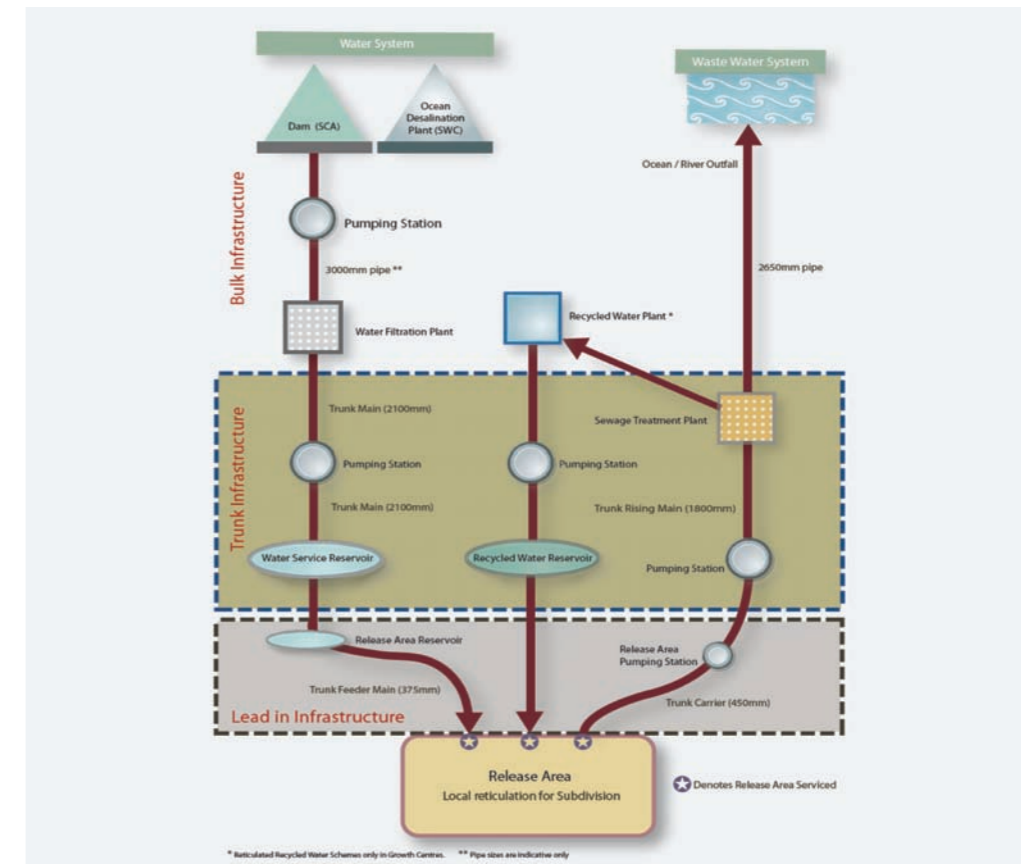 Water System
Waste Water System
Dam (SCA)
Ocean
Desalination
Plant (SWC)
Ocean / River Outfall
Bulk Infrastructure
Pumping Station
3000mm pipe **
2650mm pipe
Recycled Water Plant *
Water Filtration Plant
Trunk Infrastructure
Trunk Main (2100mm)
Sewage Treatment Plant
Pumping Station
Pumping Station
Trunk Main (2100mm)
Trunk Rising Main (1800mm)
Water Service Reservoir
Recycled Water Reservoir
Pumping Station
Release Area Reservoir
Release Area
Pumping Station
Trunk Feeder Main (375mm)
Trunk Carrier (450mm)
Lead in Infrastructure
Release Area
Local reticulation for Subdivision
Denotes Release Area Serviced
* Reticulated Recycled Water Schemes only in Growth Centres. ** Pipe sizes are indicative only